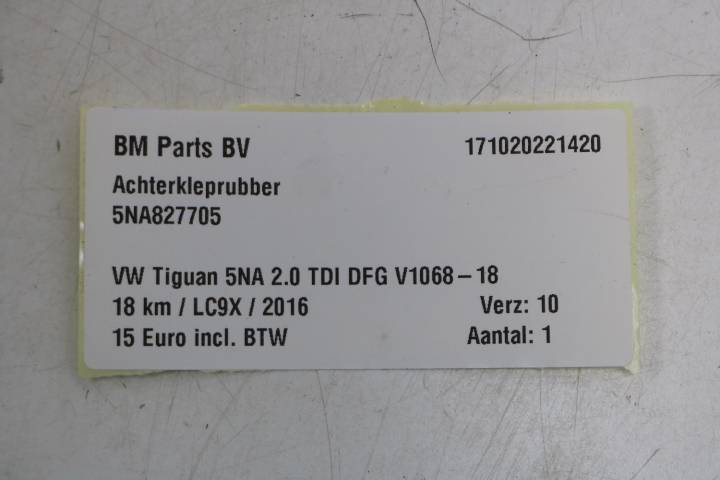 BM Parts BV 171020221420
Achterkleprubber
5NA827705
VW Tiguan 5NA 2.0 TDI DFG V1068-18
18 km / LC9X / 2016 Verz: 10
15 Euro incl. BTW Aantal: 1